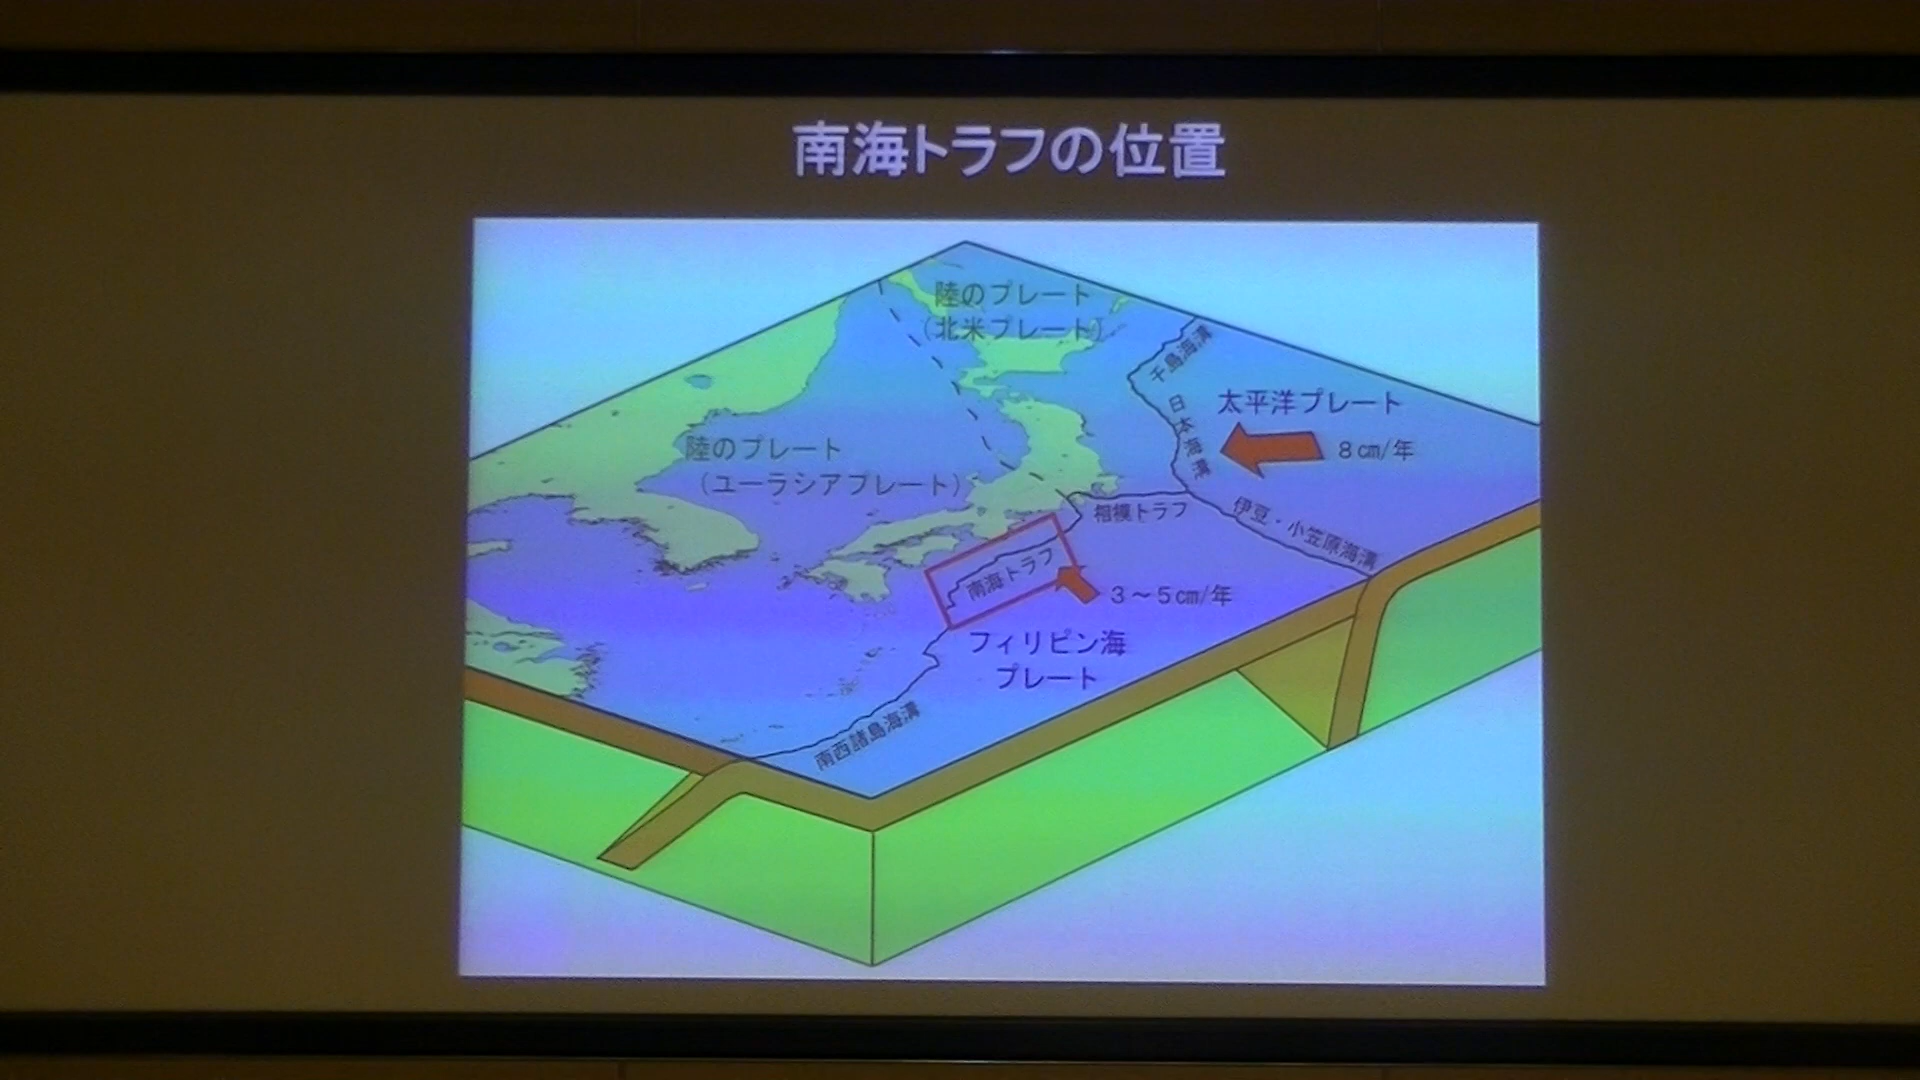 南海トラフの位置
陸のプレート
(北米プレート)
千島海溝
太平洋プレート
日本海溝
8cm/年
陸のプレート
(ユーラシアプレート)
相模トラフ
伊豆・小笠原海溝
南海トラフ
3～5cm/年
フィリピン海
プレート
南西諸島海溝